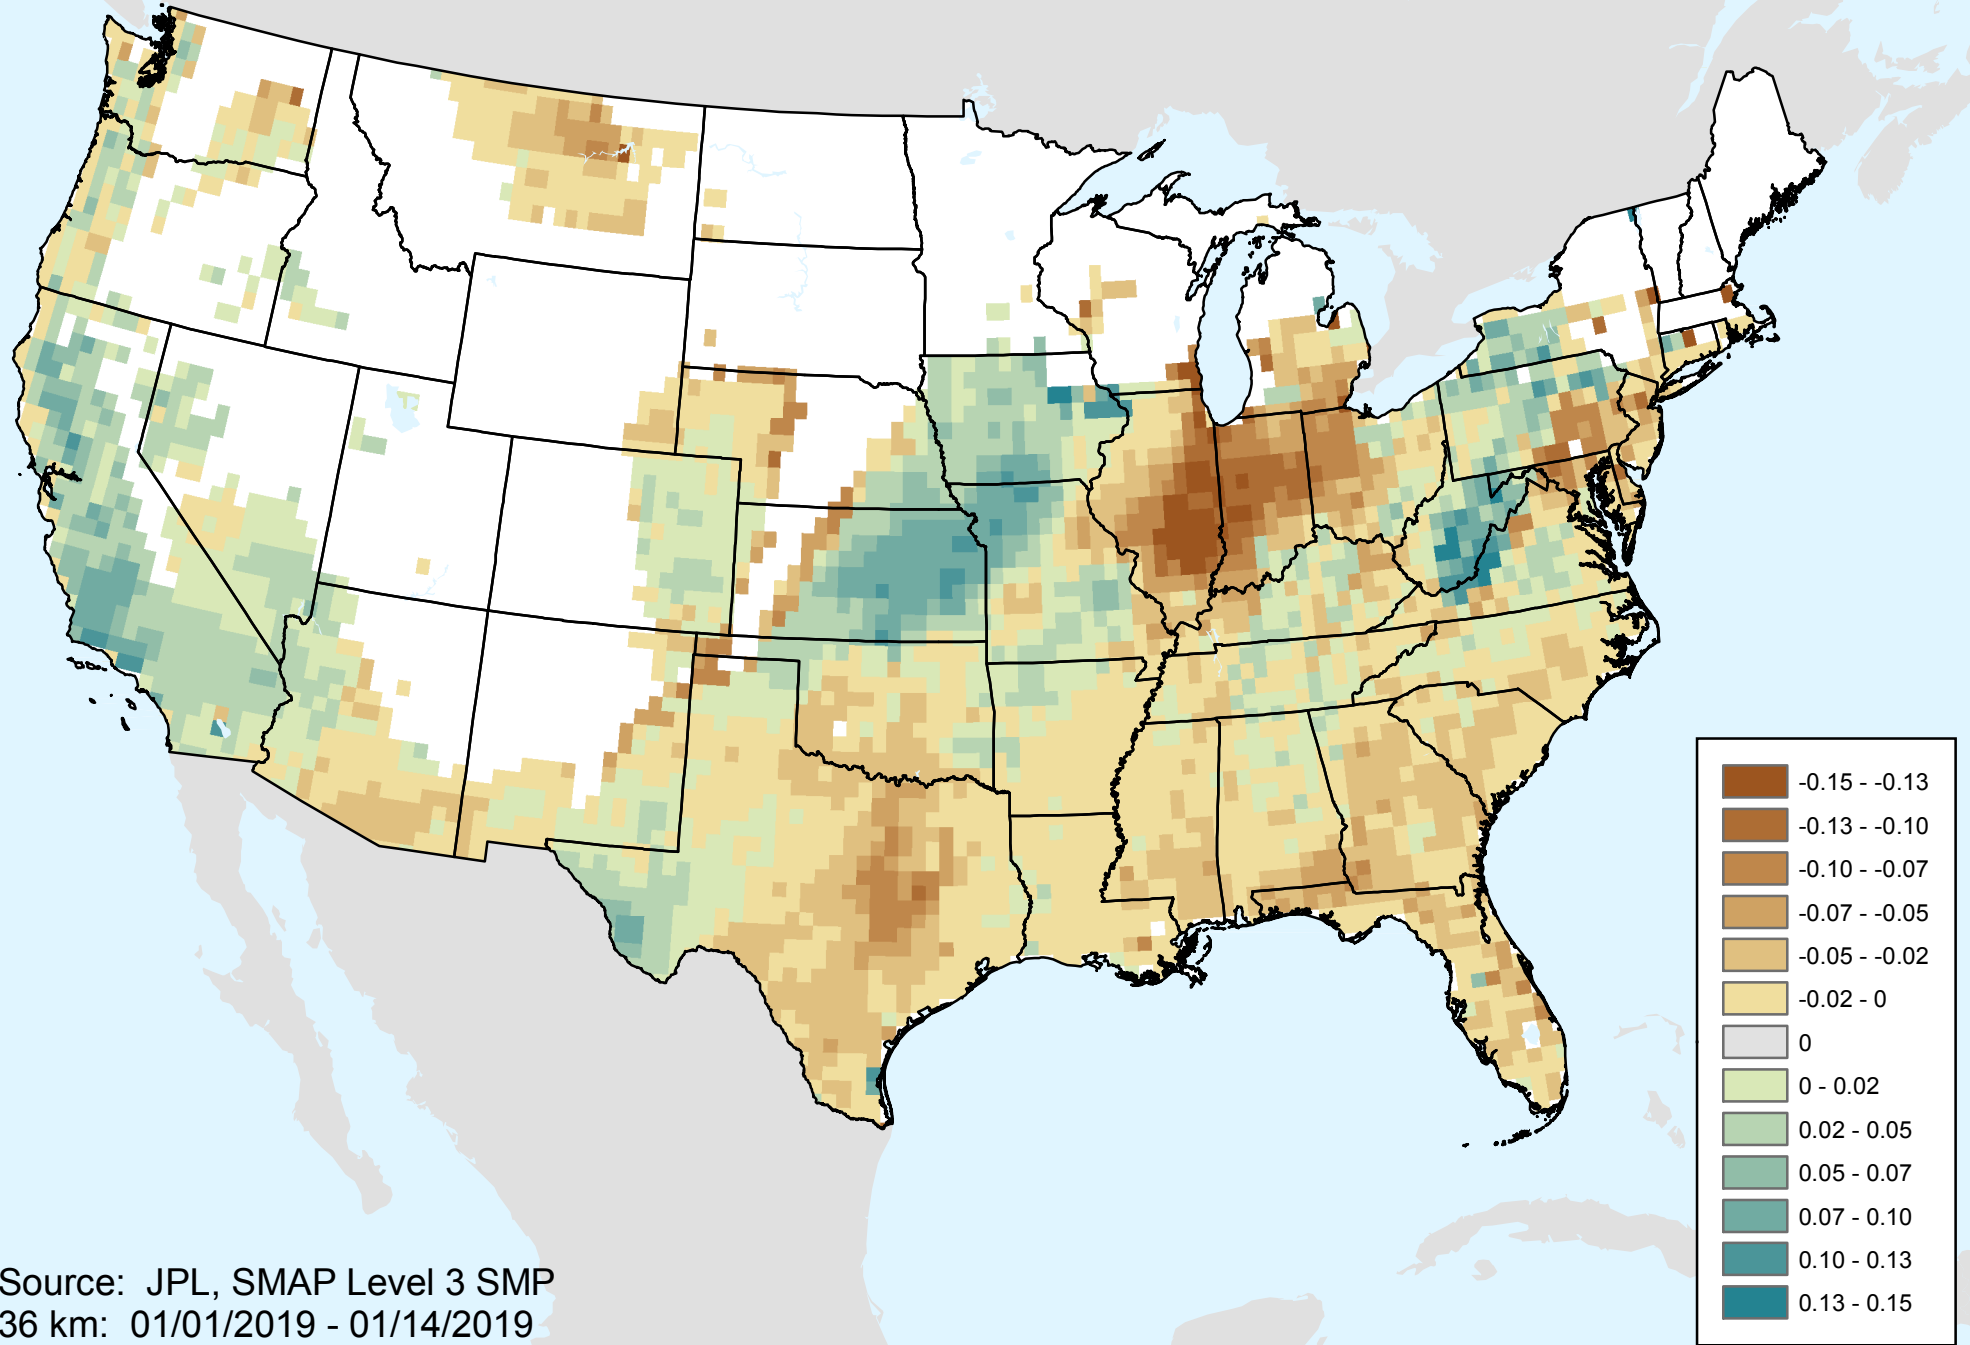 -0.15 - -0.13
-0.13 - -0.10
-0.10 - -0.07
-0.07 - -0.05
-0.05 - -0.02
-0.02 - 0
0
0 - 0.02
0.02 - 0.05
0.05 - 0.07
0.07 - 0.10
0.10 - 0.13
0.13 - 0.15
Source: JPL, SMAP Level 3 SMP
36 km: 01/01/2019 - 01/14/2019